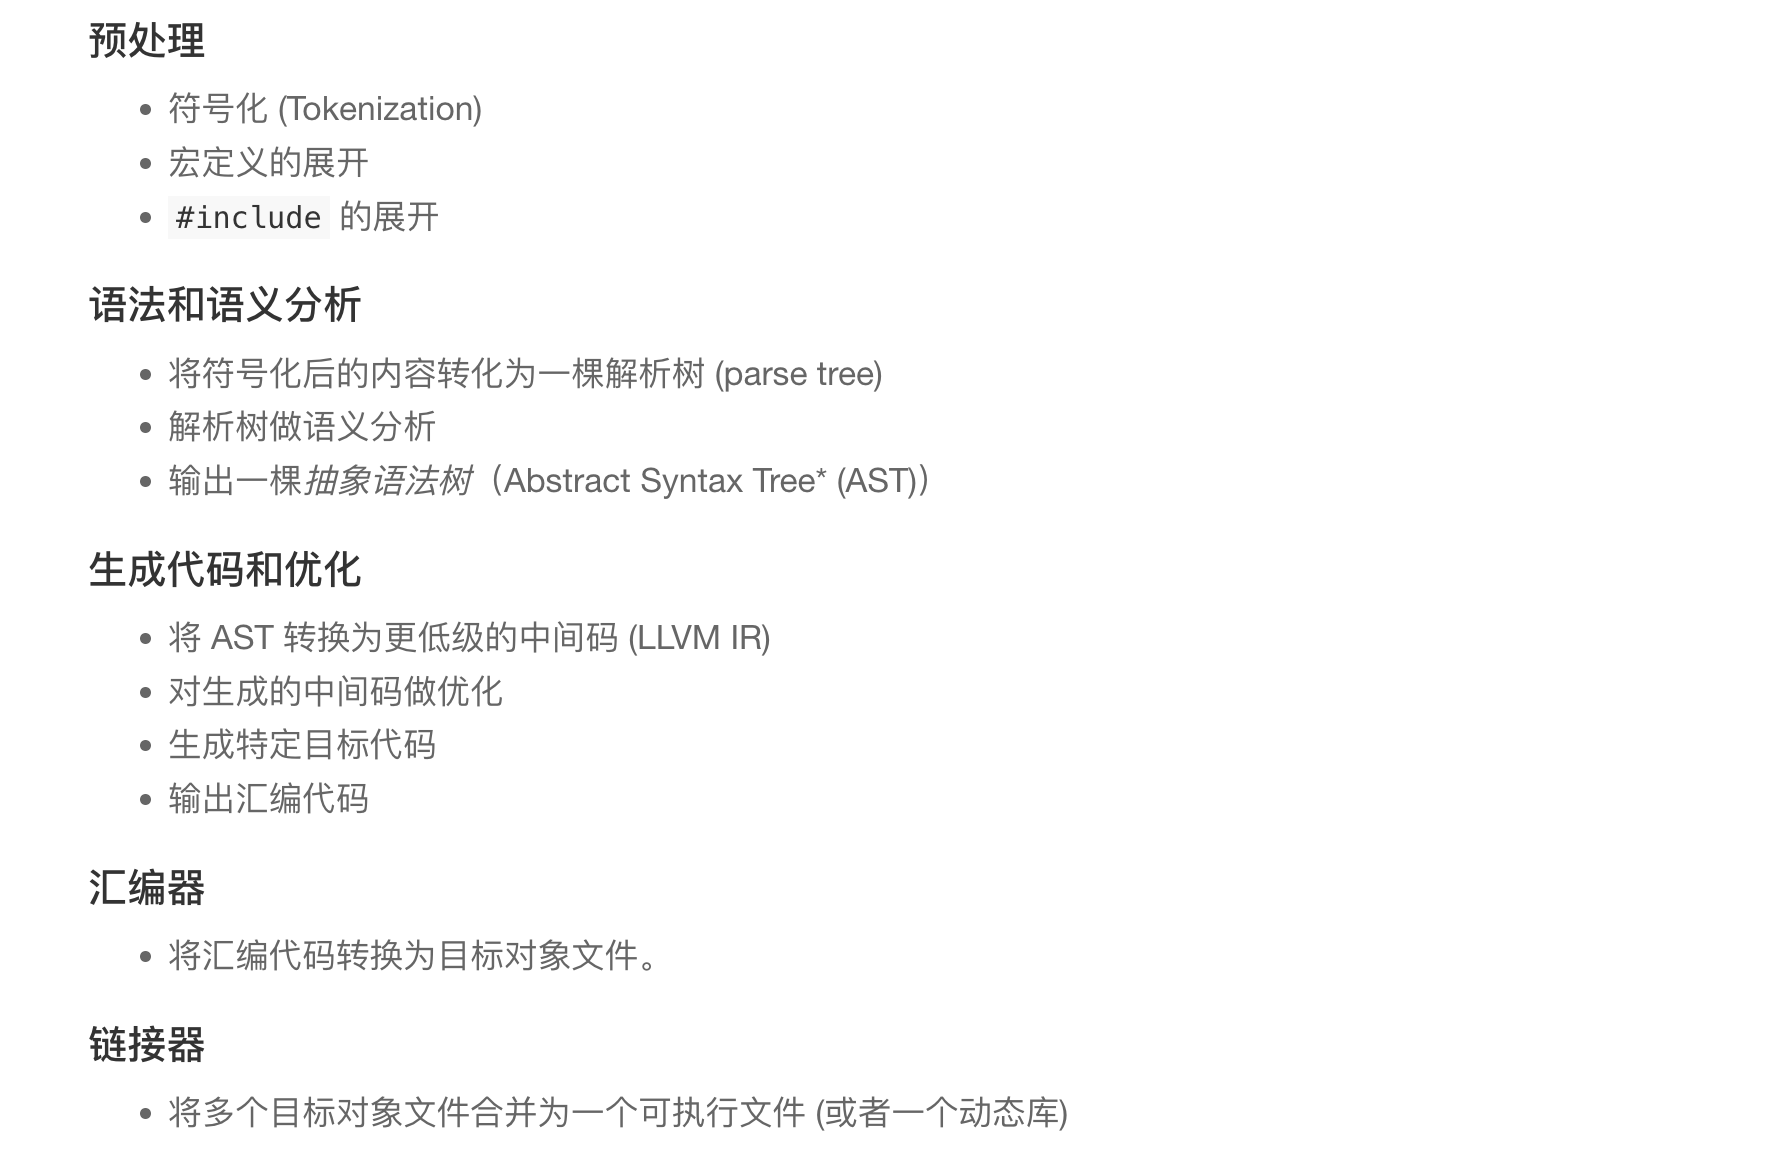 预处理
符号化 (Tokenization)
宏定义的展开
#include 的展开
语法和语义分析
将符号化后的内容转化为一棵解析树 (parse tree)
解析树做语义分析
输出一棵抽象语法树（Abstract Syntax Tree* (AST)）
生成代码和优化
将 AST 转换为更低级的中间码 (LLVM IR)
对生成的中间码做优化
生成特定目标代码
输出汇编代码
汇编器
将汇编代码转换为目标对象文件。
链接器
将多个目标对象文件合并为一个可执行文件 (或者一个动态库)